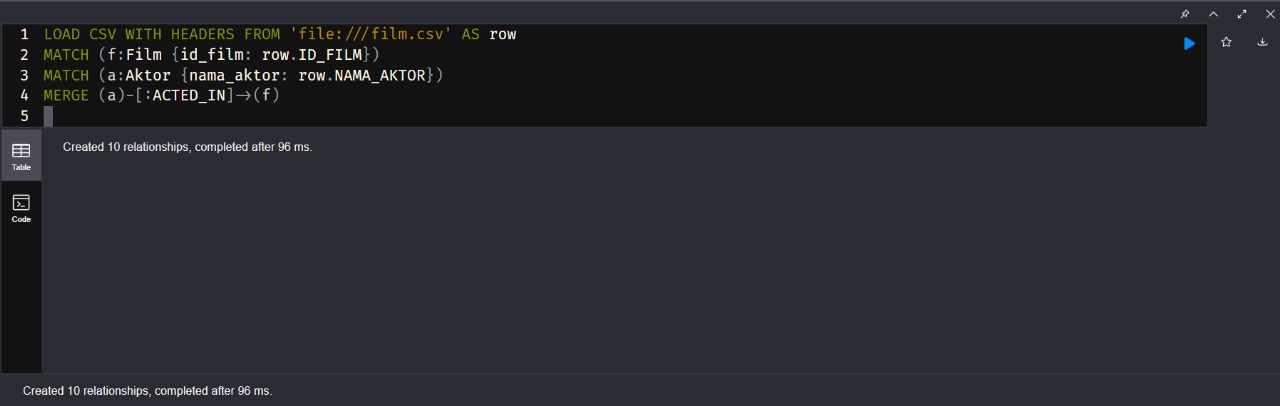 1 LOAD CSV WITH HEADERS FROM 'file:///film.csv' AS row
2 MATCH (f:Film {id_film: row.ID_FILM})
3 MATCH (a:Aktor {nama_aktor: row.NAMA_AKTOR})
4 MERGE (a)-[:ACTED_IN]->(f)
5
Table
Created 10 relationships, completed after 96 ms.
Code
Created 10 relationships, completed after 96 ms.